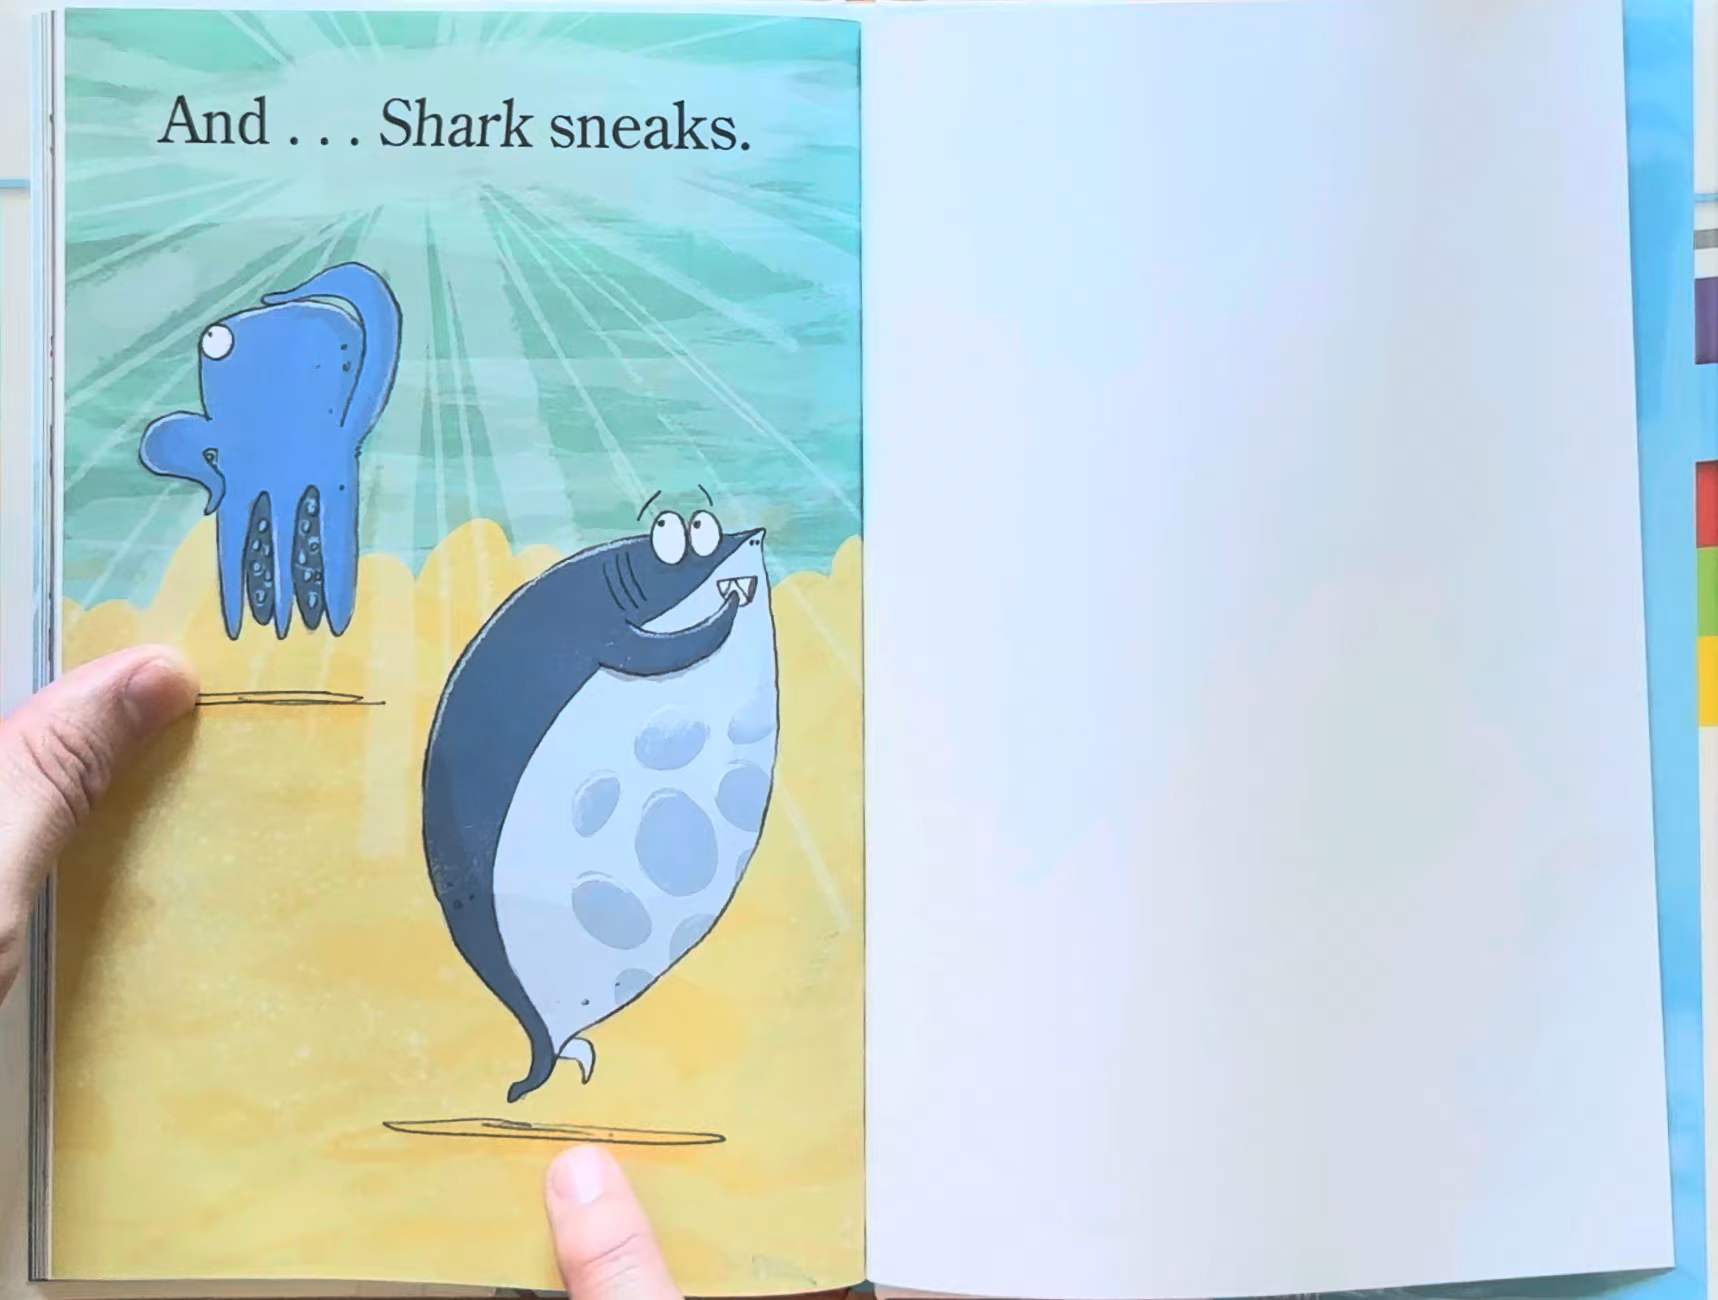 And . . . Shark sneaks.